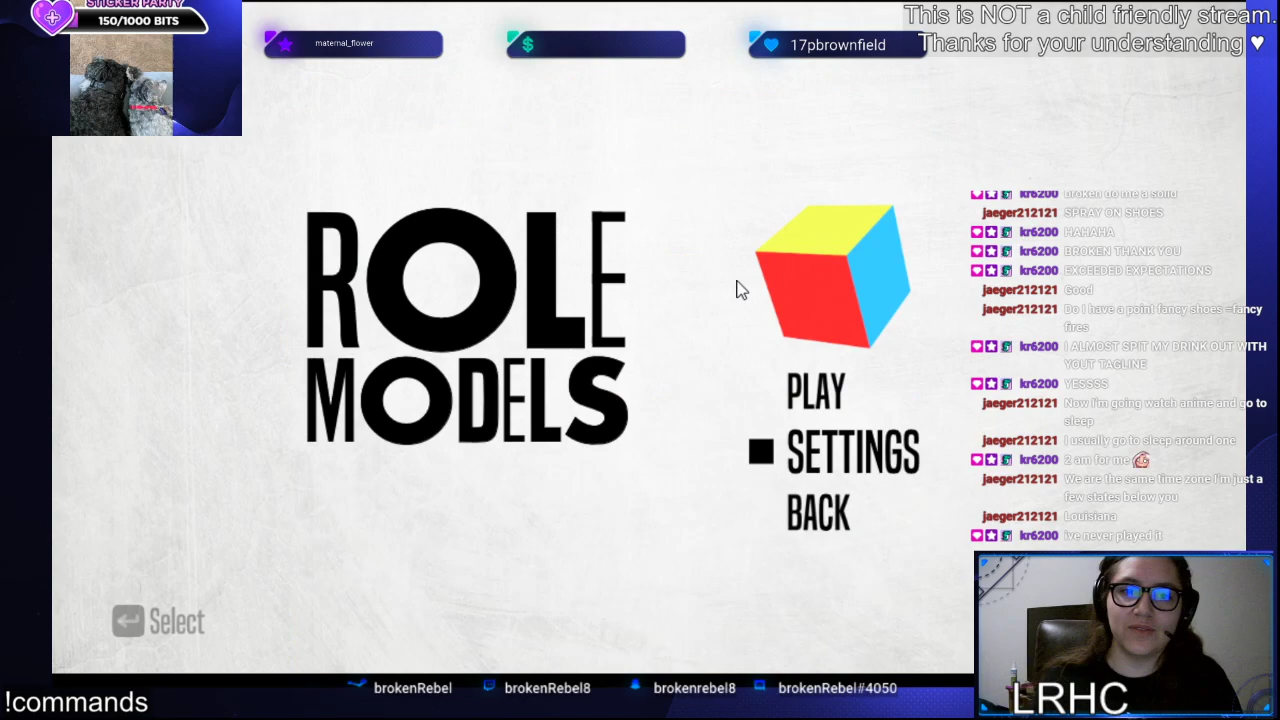 STICKER PARTY
150/1000 BITS
maternal_flower
$
17pbrownfield
This is NOT a child friendly stream.
Thanks for your understanding ♥
ROLE
MODELS
PLAY
SETTINGS
BACK
Select
kr6200 broken do me a solid
jaeger212121 SPRAY ON SHOES
kr6200 HAHAHA
kr6200 BROKEN THANK YOU
kr6200 EXCEEDED EXPECTATIONS
jaeger212121 Good
jaeger212121 Do I have a point fancy shoes =fancy
fires
kr6200 I ALMOST SPIT MY DRINK OUT WITH
YOUT TAGLINE
kr6200 YESSSS
jaeger212121 Now I'm going watch anime and go to
sleep
jaeger212121 I usually go to sleep around one
kr6200 2 am for me
jaeger212121 We are the same time zone I'm just a
few states below you
jaeger212121 Louisiana
kr6200 ive never played it
LRHC
brokenRebel
brokenRebel8
brokenrebel8
brokenRebel#4050
!commands